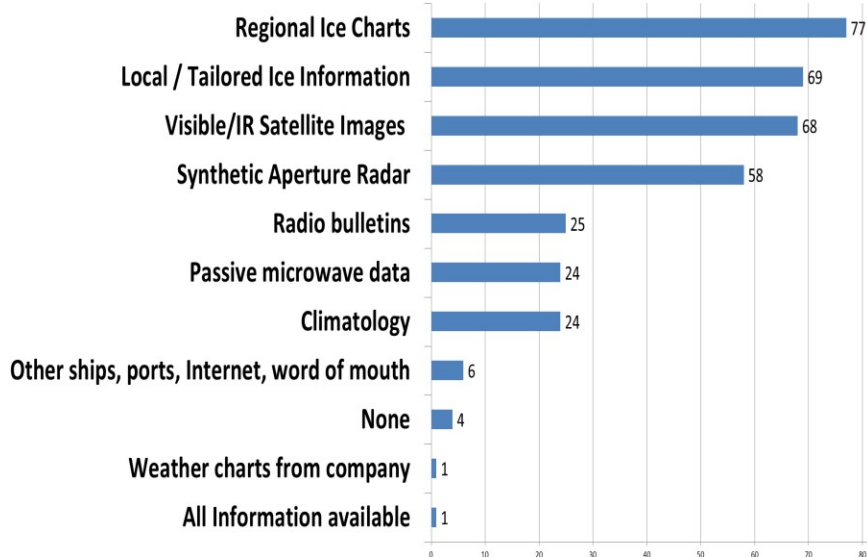 Regional Ice Charts 77
Local / Tailored Ice Information 69
Visible/IR Satellite Images 68
Synthetic Aperture Radar 58
Radio bulletins 25
Passive microwave data 24
Climatology 24
Other ships, ports, Internet, word of mouth 6
None 4
Weather charts from company 1
All Information available 1
0 10 20 30 40 50 60 70 80